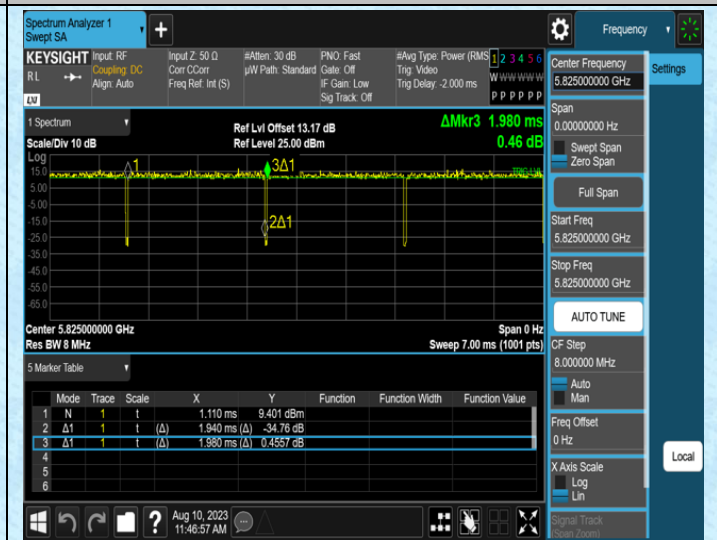 Spectrum Analyzer 1
Swept SA
Frequency
KEYSIGHT
RL
LXI
Input: RF
Coupling: DC
Align: Auto
Input Z: 50 Ω
Corr CCorr
Freq Ref: Int (S)
#Atten: 30 dB
µW Path: Standard
PNO: Fast
Gate: Off
IF Gain: Low
Sig Track: Off
#Avg Type: Power (RMS
Trig: Video
Trig Delay: -2.000 ms
1 2 3 4 5 6
W W W W W W
P P P P P P
1 Spectrum
Scale/Div 10 dB
Ref Lvl Offset 13.17 dB
Ref Level 25.00 dBm
ΔMkr3 1.980 ms
0.46 dB
Log
15.0
5.00
-5.00
-15.0
-25.0
-35.0
-45.0
-55.0
-65.0
1
3Δ1
2Δ1
TRIG LVL
Center 5.825000000 GHz
Res BW 8 MHz
Span 0 Hz
Sweep 7.00 ms (1001 pts)
5 Marker Table
Mode Trace Scale X Y Function Function Width Function Value
1 N 1 t 1.110 ms 9.401 dBm
2 Δ1 1 t (Δ) 1.940 ms (Δ) -34.76 dB
3 Δ1 1 t (Δ) 1.980 ms (Δ) 0.4557 dB
4
5
6
Aug 10, 2023
11:46:57 AM
Center Frequency
5.825000000 GHz
Span
0.00000000 Hz
Swept Span
Zero Span
Full Span
Start Freq
5.825000000 GHz
Stop Freq
5.825000000 GHz
AUTO TUNE
CF Step
8.000000 MHz
Auto
Man
Freq Offset
0 Hz
X Axis Scale
Log
Lin
Signal Track
(Span Zoom)
Settings
Local